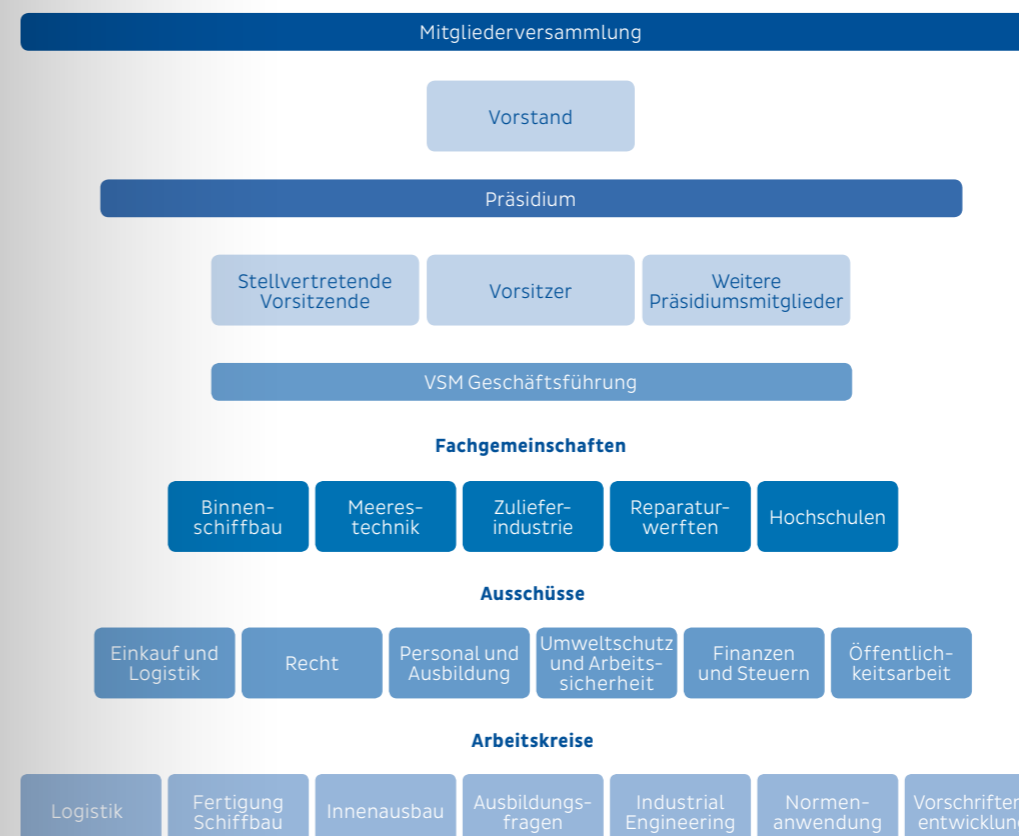 Mitgliederversammlung
Vorstand
Präsidium
Stellvertretende
Vorsitzende
Vorsitzer
Weitere
Präsidiumsmitglieder
VSM Geschäftsführung
Fachgemeinschaften
Binnen-
schiffbau
Meeres-
technik
Zuliefer-
industrie
Reparatur-
werften
Hochschulen
Ausschüsse
Einkauf und
Logistik
Recht
Personal und
Ausbildung
Umweltschutz
und Arbeits-
sicherheit
Finanzen
und Steuern
Öffentlich-
keitsarbeit
Arbeitskreise
Logistik
Fertigung
Schiffbau
Innenausbau
Ausbildungs-
fragen
Industrial
Engineering
Normen-
anwendung
Vorschriften
entwicklung